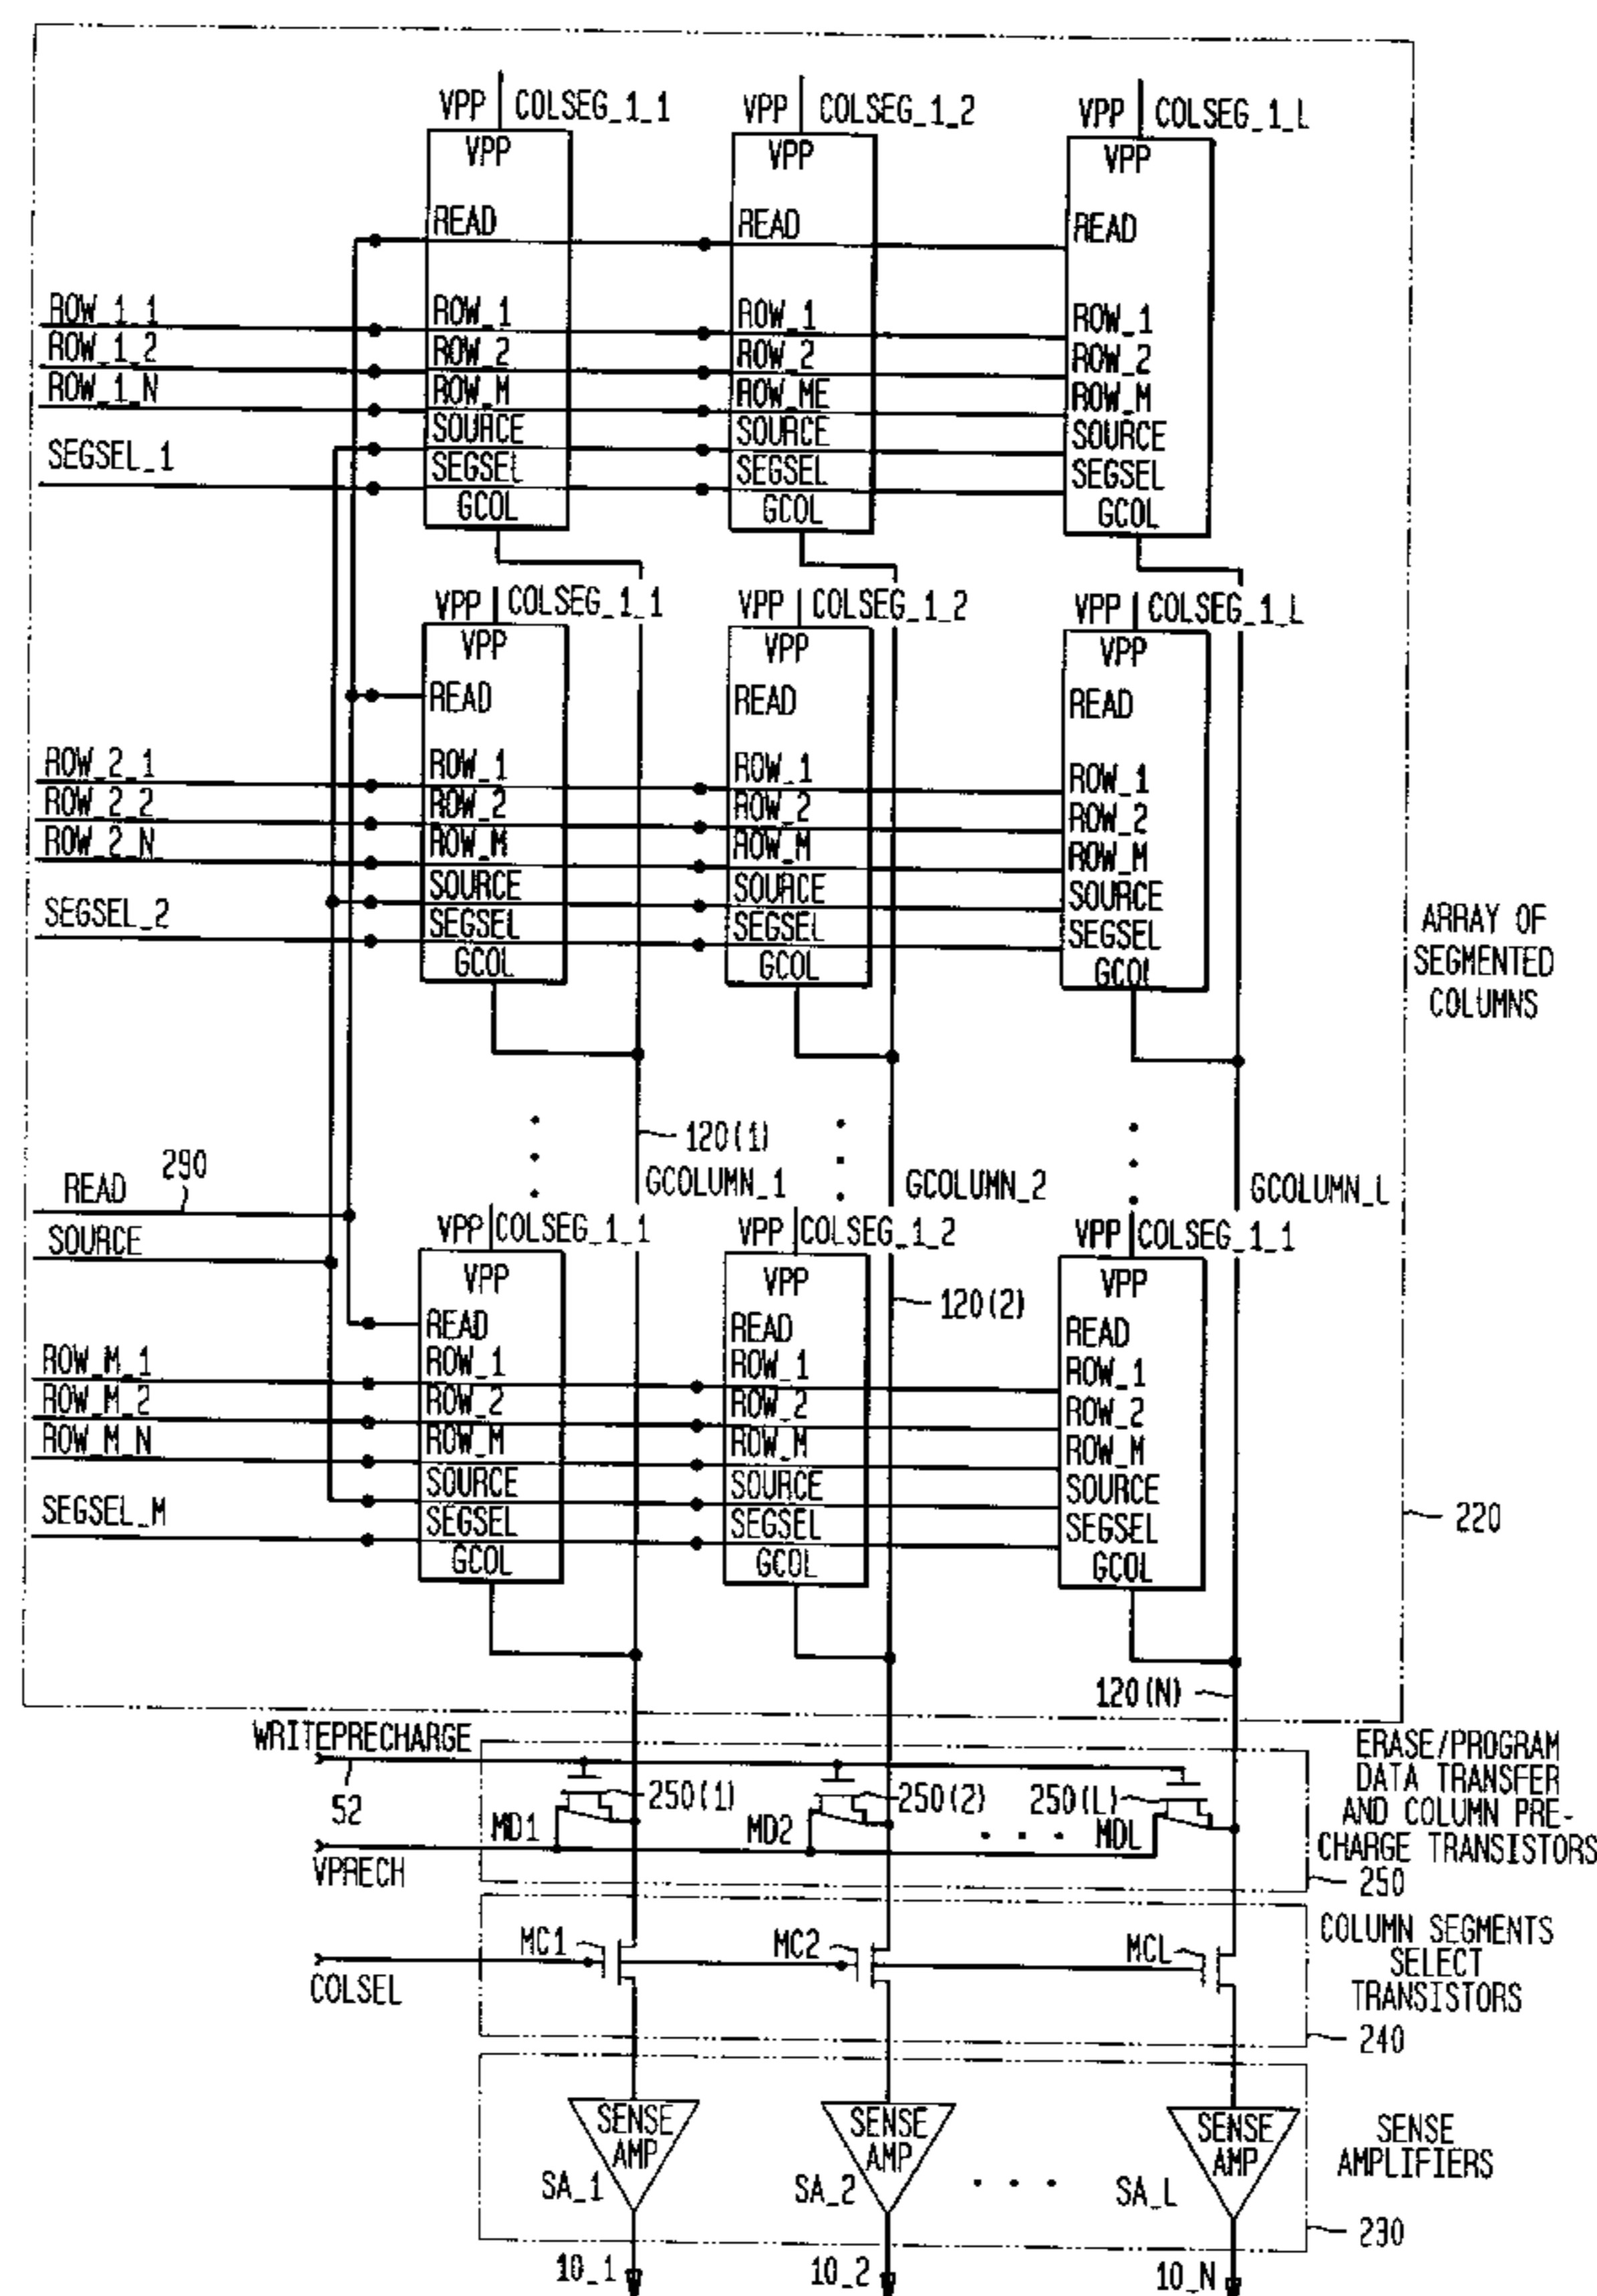 VPP COLSEG_1_1 VPP COLSEG_1_2 VPP COLSEG_1_L
VPP VPP VPP
READ READ READ
ROW_1_1 ROW_1 ROW_1 ROW_1
ROW_1_2 ROW_2 ROW_2 ROW_2
ROW_1_N ROW_M ROW_ME ROW_M
SOURCE SOURCE SOURCE
SEGSEL_1 SEGSEL SEGSEL SEGSEL
GCOL GCOL GCOL
VPP COLSEG_1_1 VPP COLSEG_1_2 VPP COLSEG_1_L
VPP VPP VPP
READ READ READ
ROW_2_1 ROW_1 ROW_1 ROW_1
ROW_2_2 ROW_2 ROW_2 ROW_2
ROW_2_N ROW_M ROW_M ROW_M
SOURCE SOURCE SOURCE
SEGSEL_2 SEGSEL SEGSEL SEGSEL
GCOL GCOL GCOL
ARRAY OF
SEGMENTED
COLUMNS
120(1)
READ 290 GCOLUMN_1 GCOLUMN_2 GCOLUMN_L
SOURCE VPP COLSEG_1_1 VPP COLSEG_1_2 VPP COLSEG_1_1
VPP VPP VPP
120(2)
READ READ READ
ROW_M_1 ROW_1 ROW_1 ROW_1
ROW_M_2 ROW_2 ROW_2 ROW_2
ROW_M_N ROW_M ROW_M ROW_M
SOURCE SOURCE SOURCE
SEGSEL_M SEGSEL SEGSEL SEGSEL
220
GCOL GCOL GCOL
120(N)
WRITEPRECHARGE
52
250(1) 250(2) 250(L)
MD1 MD2 . . . MDL
VPRECH
ERASE/PROGRAM
DATA TRANSFER
AND COLUMN PRE-
CHARGE TRANSISTORS
250
MC1 MC2 MCL
COLSEL
COLUMN SEGMENTS
SELECT
TRANSISTORS
240
SENSE AMP SENSE AMP SENSE AMP
SA_1 SA_2 . . . SA_L
SENSE
AMPLIFIERS
230
10_1 10_2 10_N